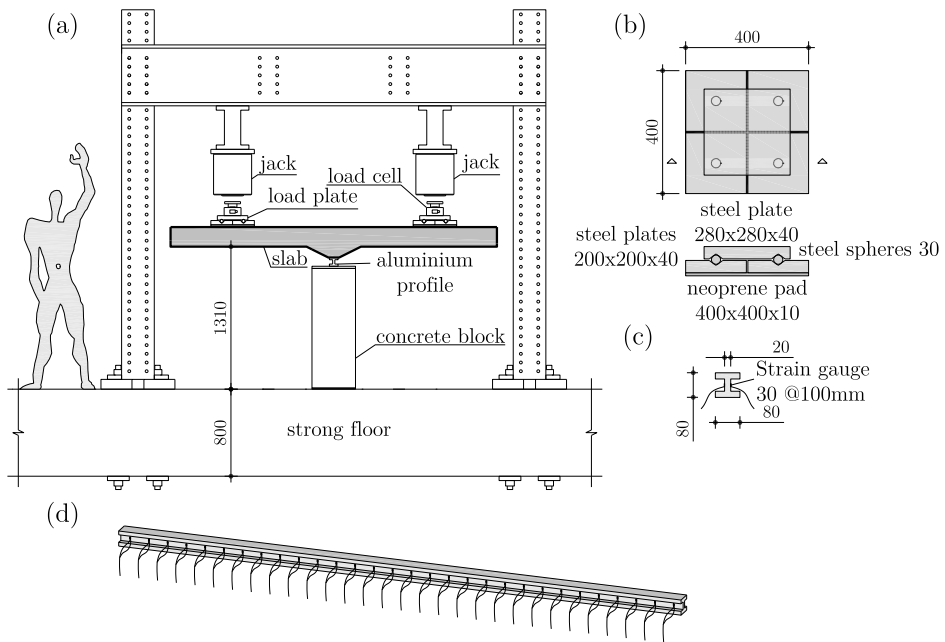 (a)
jack
jack
load cell
load plate
slab
aluminium
profile
1310
concrete block
800
strong floor
(b)
400
400
steel plate
280x280x40
steel plates
200x200x40
steel spheres 30
neoprene pad
400x400x10
(c)
20
Strain gauge
30 @100mm
80
80
(d)